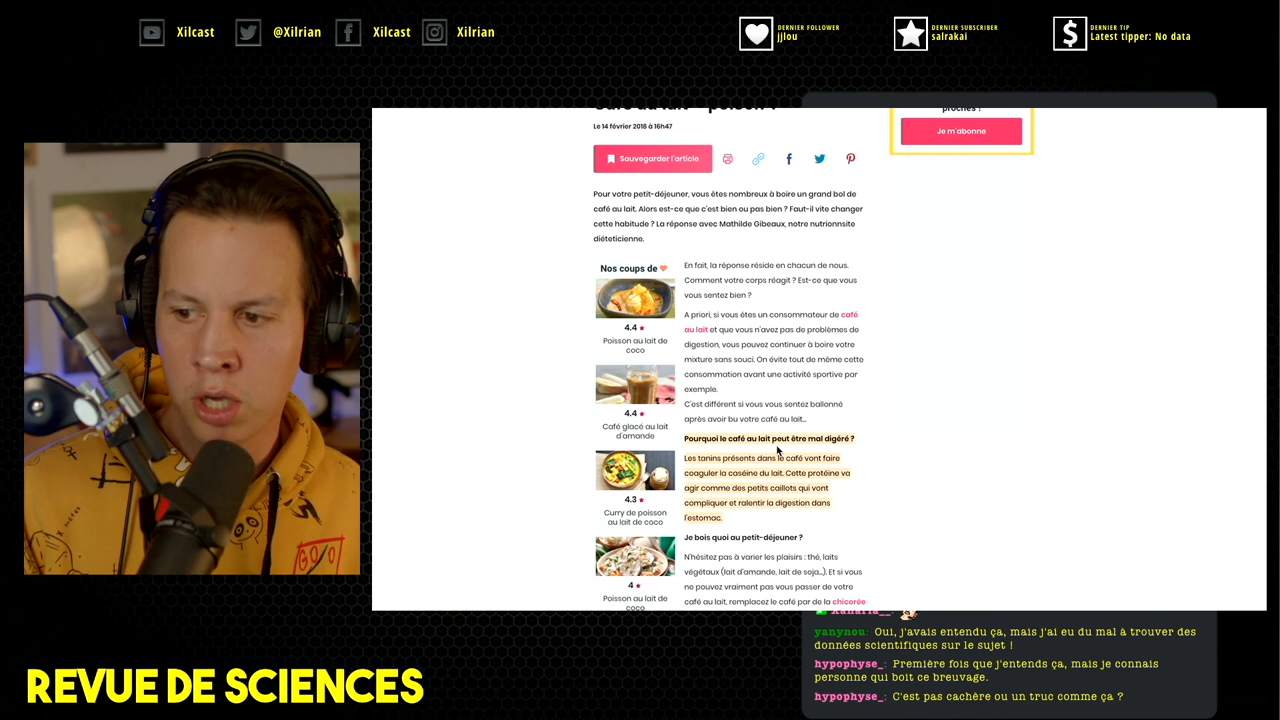 Xilcast
@Xilrian
Xilcast
Xilrian
DERNIER FOLLOWER
jjlou
DERNIER SUBSCRIBER
salrakai
DERNIER TIP
Latest tipper: No data
proches !
Je m'abonne
Le 14 février 2018 à 16h47
Sauvegarder l'article
Pour votre petit-déjeuner, vous êtes nombreux à boire un grand bol de
café au lait. Alors est-ce que c'est bien ou pas bien ? Faut-il vite changer
cette habitude ? La réponse avec Mathilde Gibeaux, notre nutrionnsite
diéteticienne.
Nos coups de
4.4
Poisson au lait de
coco
4.4
Café glacé au lait
d'amande
4.3
Curry de poisson
au lait de coco
4
Poisson au lait de
coco
En fait, la réponse réside en chacun de nous.
Comment votre corps réagit ? Est-ce que vous
vous sentez bien ?
A priori, si vous êtes un consommateur de café
au lait et que vous n'avez pas de problèmes de
digestion, vous pouvez continuer à boire votre
mixture sans souci. On évite tout de même cette
consommation avant une activité sportive par
exemple.
C'est différent si vous vous sentez ballonné
après avoir bu votre café au lait...
Pourquoi le café au lait peut être mal digéré ?
Les tanins présents dans le café vont faire
coaguler la caséine du lait. Cette protéine va
agir comme des petits caillots qui vont
compliquer et ralentir la digestion dans
l'estomac.
Je bois quoi au petit-déjeuner ?
N'hésitez pas à varier les plaisirs : thé, laits
végétaux (lait d'amande, lait de soja...). Et si vous
ne pouvez vraiment pas vous passer de votre
café au lait, remplacez le café par de la chicorée
yanynou: Oui, j'avais entendu ça, mais j'ai eu du mal à trouver des
données scientifiques sur le sujet !
hypophyse_: Première fois que j'entends ça, mais je connais
personne qui boit ce breuvage.
hypophyse_: C'est pas cachère ou un truc comme ça ?
REVUE DE SCIENCES